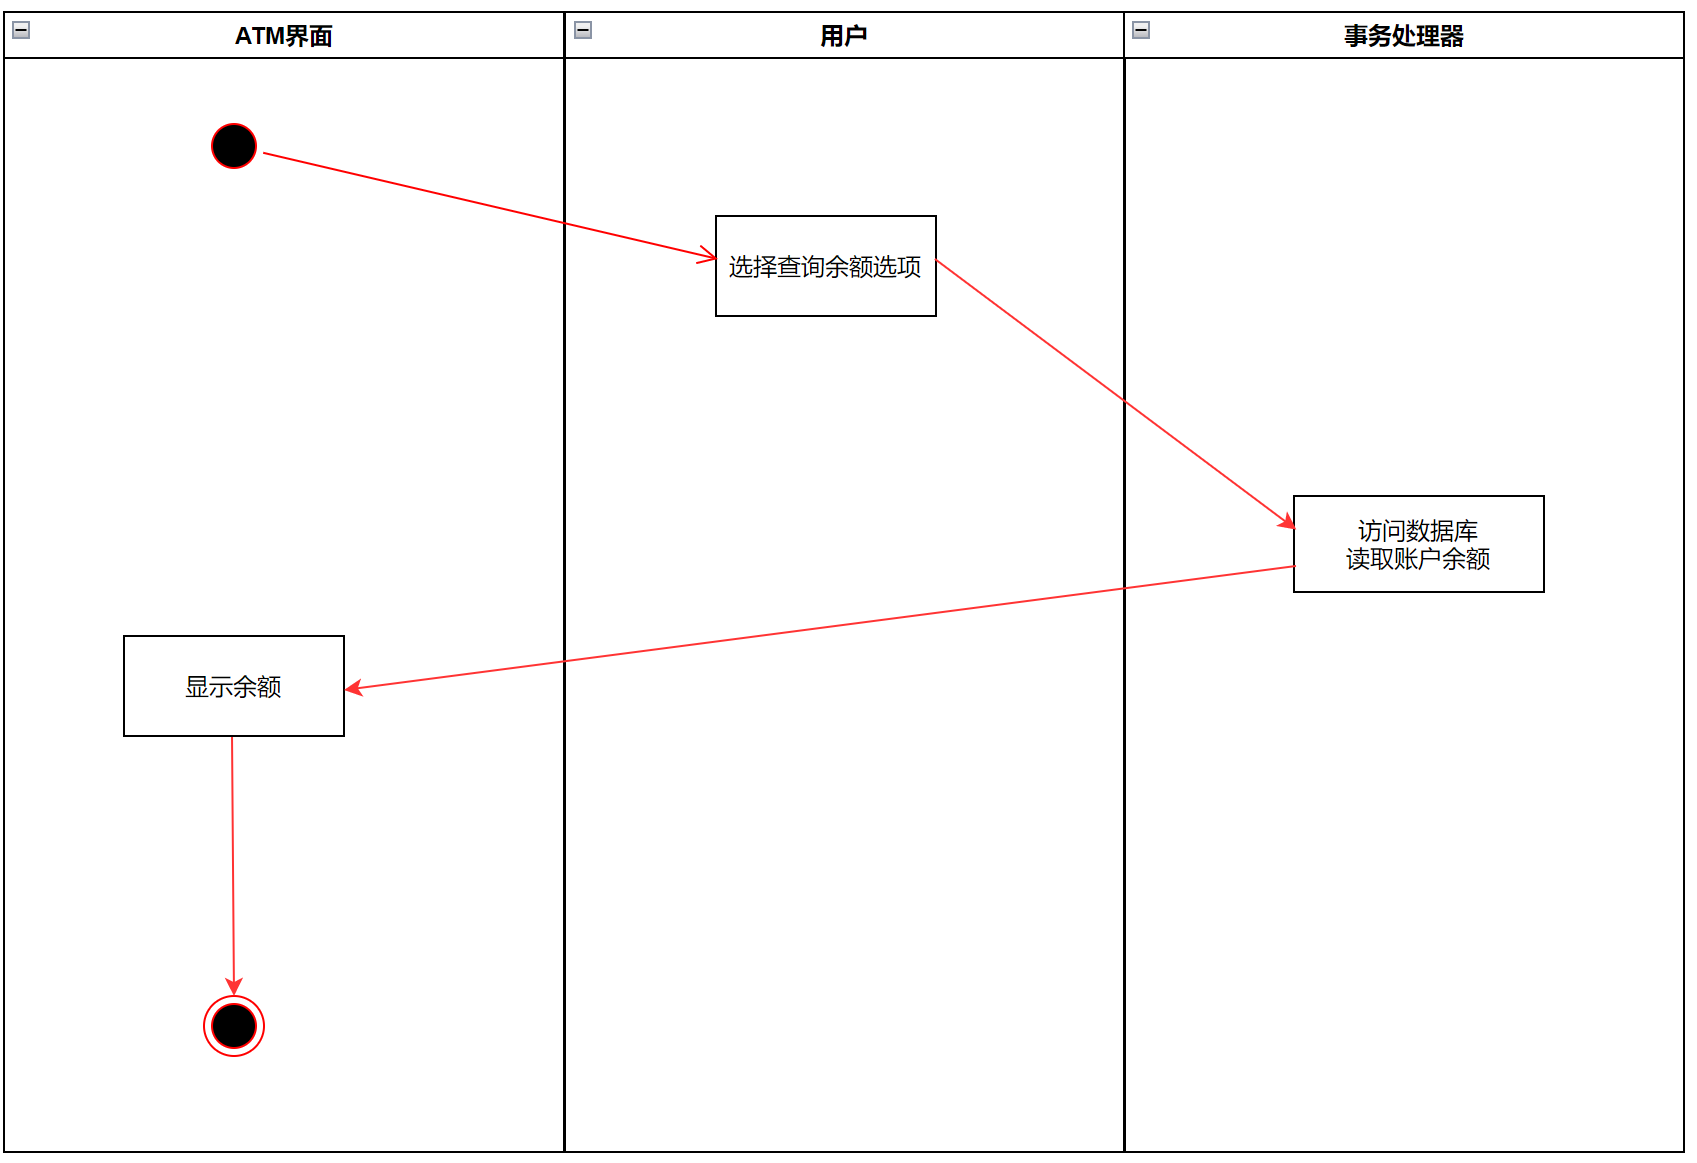 ATM界面
用户
事务处理器
选择查询余额选项
访问数据库
读取账户余额
显示余额